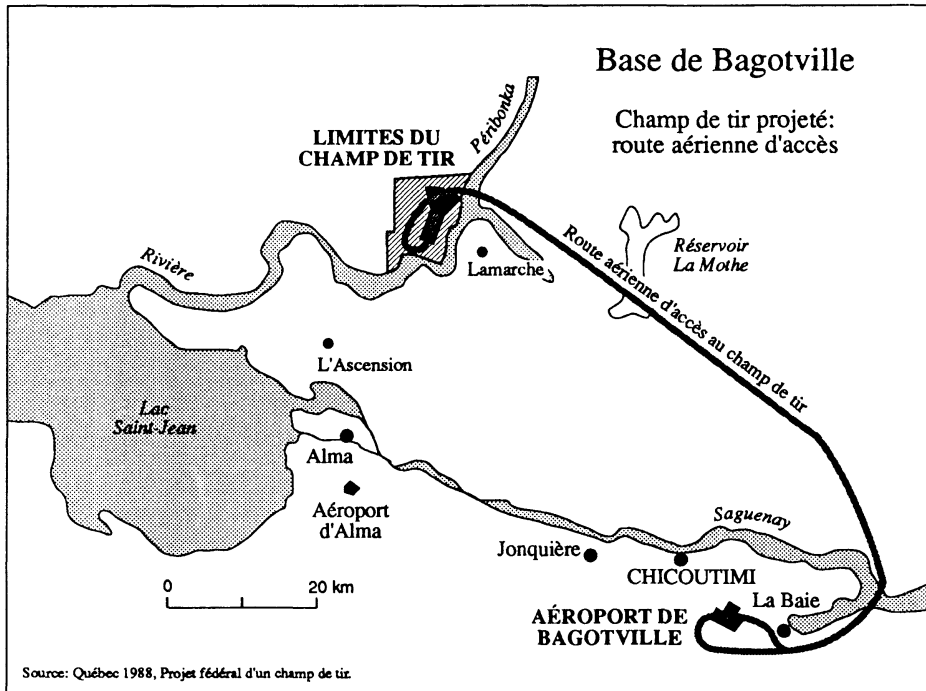 Base de Bagotville
Champ de tir projeté:
route aérienne d'accès
LIMITES DU
CHAMP DE TIR
Péribonka
Rivière
Lamarche
Réservoir
La Mothe
Route aérienne d'accès au champ de tir
L'Ascension
Lac
Saint-Jean
Alma
Aéroport
d'Alma
Saguenay
Jonquière
CHICOUTIMI
La Baie
0 20 km
AÉROPORT DE
BAGOTVILLE
Source: Québec 1988, Projet fédéral d'un champ de tir.